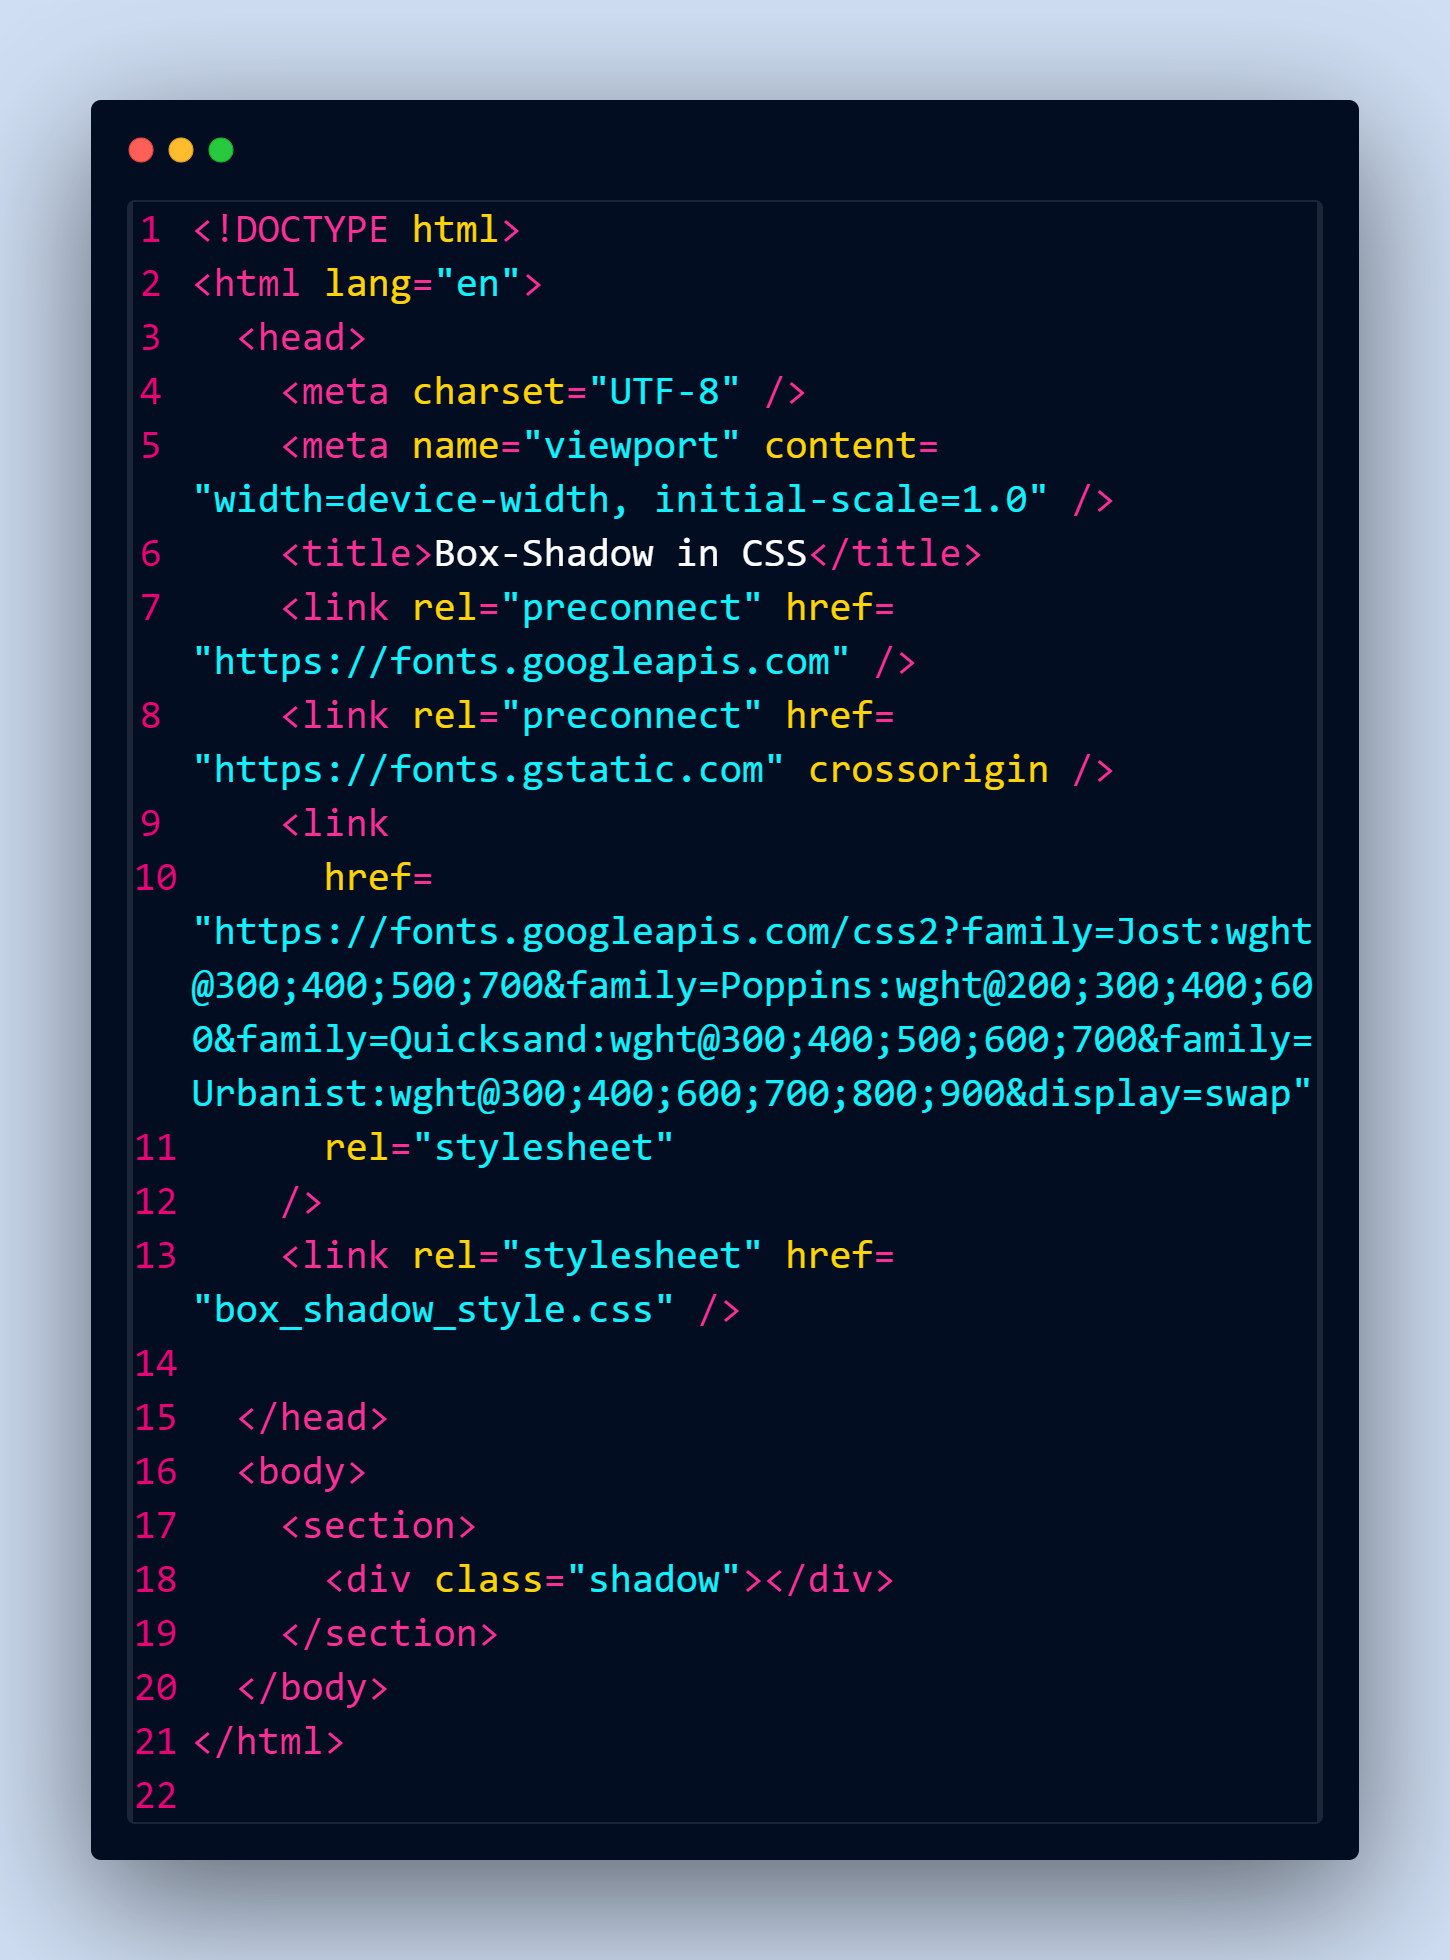 1 <!DOCTYPE html>
2 <html lang="en">
3   <head>
4     <meta charset="UTF-8" />
5     <meta name="viewport" content=
"width=device-width, initial-scale=1.0" />
6     <title>Box-Shadow in CSS</title>
7     <link rel="preconnect" href=
"https://fonts.googleapis.com" />
8     <link rel="preconnect" href=
"https://fonts.gstatic.com" crossorigin />
9     <link
10       href=
"https://fonts.googleapis.com/css2?family=Jost:wght
@300;400;500;700&family=Poppins:wght@200;300;400;60
0&family=Quicksand:wght@300;400;500;600;700&family=
Urbanist:wght@300;400;600;700;800;900&display=swap"
11       rel="stylesheet"
12     />
13     <link rel="stylesheet" href=
"box_shadow_style.css" />
14
15   </head>
16   <body>
17     <section>
18       <div class="shadow"></div>
19     </section>
20   </body>
21 </html>
22